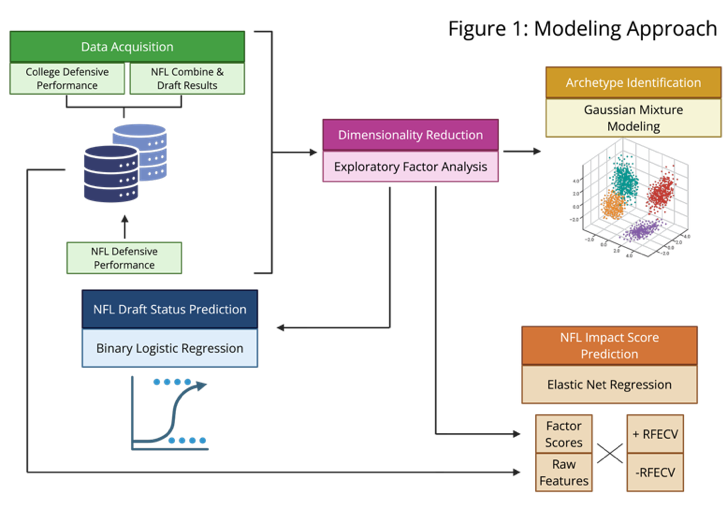 Figure 1: Modeling Approach
Data Acquisition
College Defensive
Performance
NFL Combine &
Draft Results
NFL Defensive
Performance
Dimensionality Reduction
Exploratory Factor Analysis
Archetype Identification
Gaussian Mixture
Modeling
NFL Draft Status Prediction
Binary Logistic Regression
NFL Impact Score
Prediction
Elastic Net Regression
Factor
Scores
+ RFECV
Raw
Features
-RFECV